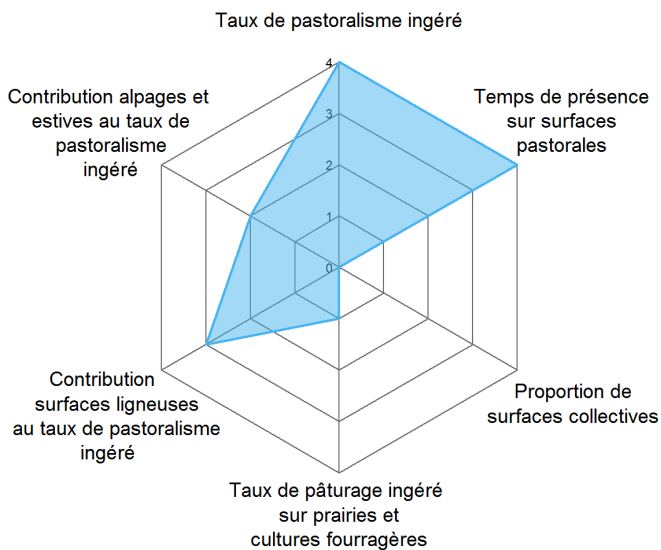 Taux de pastoralisme ingéré
Contribution alpages et
estives au taux de
pastoralisme
ingéré
Temps de présence
sur surfaces
pastorales
4
3
2
1
0
Contribution
surfaces ligneuses
au taux de pastoralisme
ingéré
Proportion de
surfaces collectives
Taux de pâturage ingéré
sur prairies et
cultures fourragères